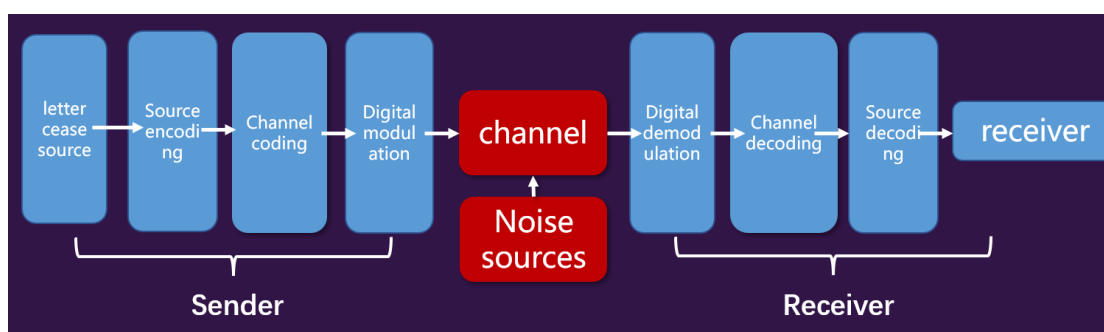 letter
cease
source
Source
encodi
ng
Channel
coding
Digital
modul
ation
channel
Noise
sources
Digital
demod
ulation
Channel
decoding
Source
decodi
ng
receiver
Sender
Receiver